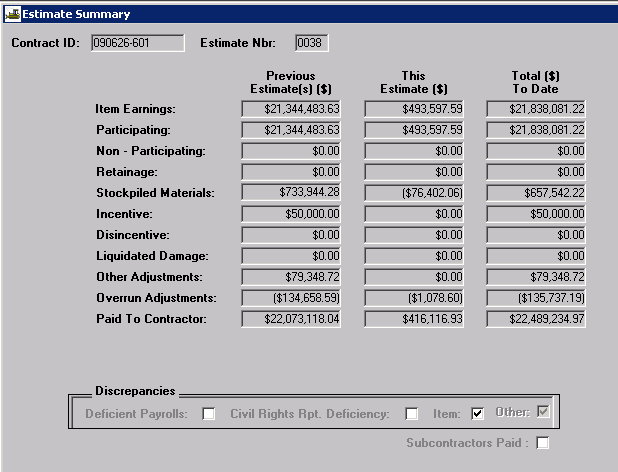 Estimate Summary
Contract ID: 090626-601 Estimate Nbr: 0038
Previous This Total ($)
Estimate(s) ($) Estimate ($) To Date
Item Earnings: $21,344,483.63 $493,597.59 $21,838,081.22
Participating: $21,344,483.63 $493,597.59 $21,838,081.22
Non - Participating: $0.00 $0.00 $0.00
Retainage: $0.00 $0.00 $0.00
Stockpiled Materials: $733,944.28 ($76,402.06) $657,542.22
Incentive: $50,000.00 $0.00 $50,000.00
Disincentive: $0.00 $0.00 $0.00
Liquidated Damage: $0.00 $0.00 $0.00
Other Adjustments: $79,348.72 $0.00 $79,348.72
Overrun Adjustments: ($134,658.59) ($1,078.60) ($135,737.19)
Paid To Contractor: $22,073,118.04 $416,116.93 $22,489,234.97
Discrepancies
Deficient Payrolls: Civil Rights Rpt. Deficiency: Item: Other:
Subcontractors Paid :